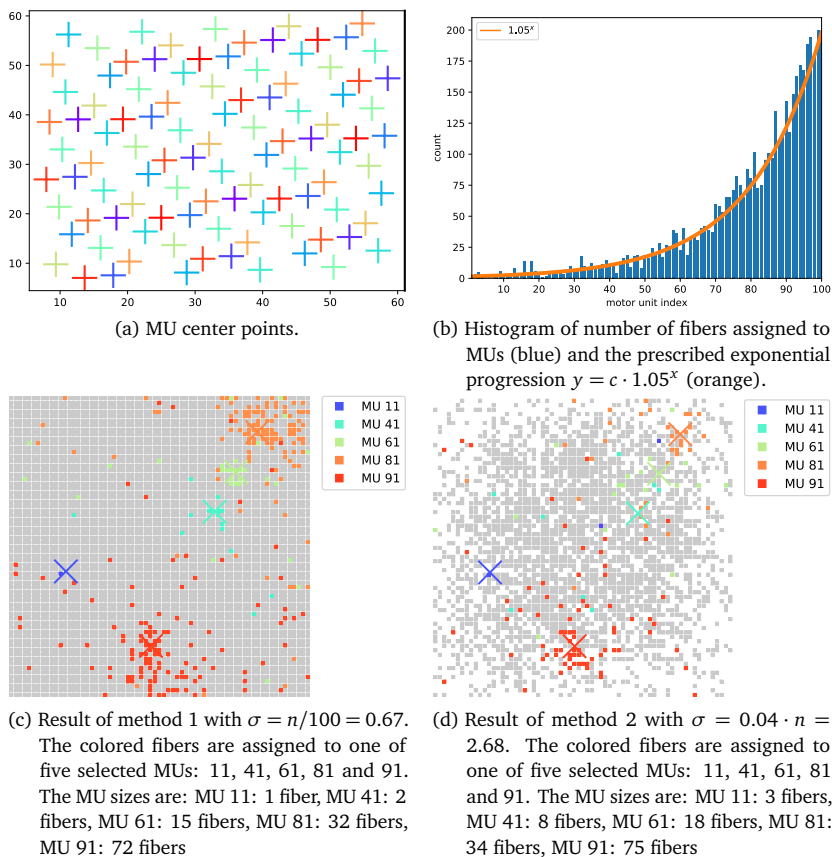 60
50
40
30
20
10
10
20
30
40
50
60
(a) MU center points.
1.05^x
200
175
150
125
100
75
50
25
0
count
10
20
30
40
50
60
70
80
90
100
motor unit index
(b) Histogram of number of fibers assigned to
MUs (blue) and the prescribed exponential
progression y = c · 1.05^x (orange).
MU 11
MU 41
MU 61
MU 81
MU 91
(c) Result of method 1 with σ = n/100 = 0.67.
The colored fibers are assigned to one of
five selected MUs: 11, 41, 61, 81 and 91.
The MU sizes are: MU 11: 1 fiber, MU 41: 2
fibers, MU 61: 15 fibers, MU 81: 32 fibers,
MU 91: 72 fibers
MU 11
MU 41
MU 61
MU 81
MU 91
(d) Result of method 2 with σ = 0.04 · n =
2.68. The colored fibers are assigned to
one of five selected MUs: 11, 41, 61, 81
and 91. The MU sizes are: MU 11: 3 fibers,
MU 41: 8 fibers, MU 61: 18 fibers, MU 81:
34 fibers, MU 91: 75 fibers